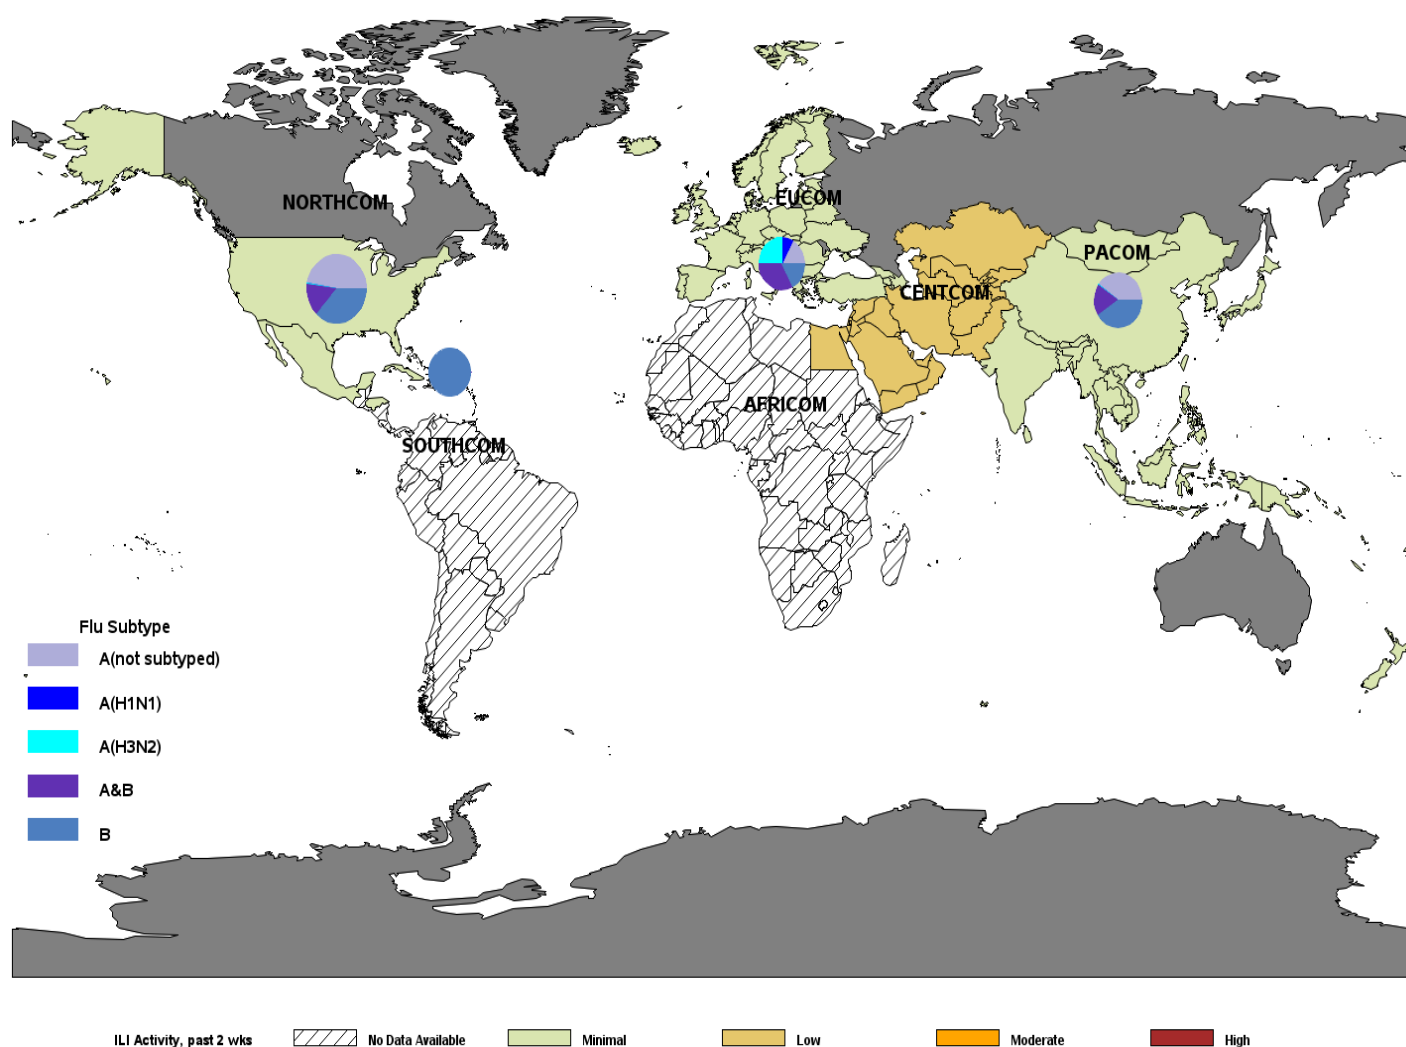 NORTHCOM
EUCOM
PACOM
CENTCOM
AFRICOM
SOUTHCOM
Flu Subtype
A(not subtyped)
A(H1N1)
A(H3N2)
A&B
B
ILI Activity, past 2 wks No Data Available Minimal Low Moderate High